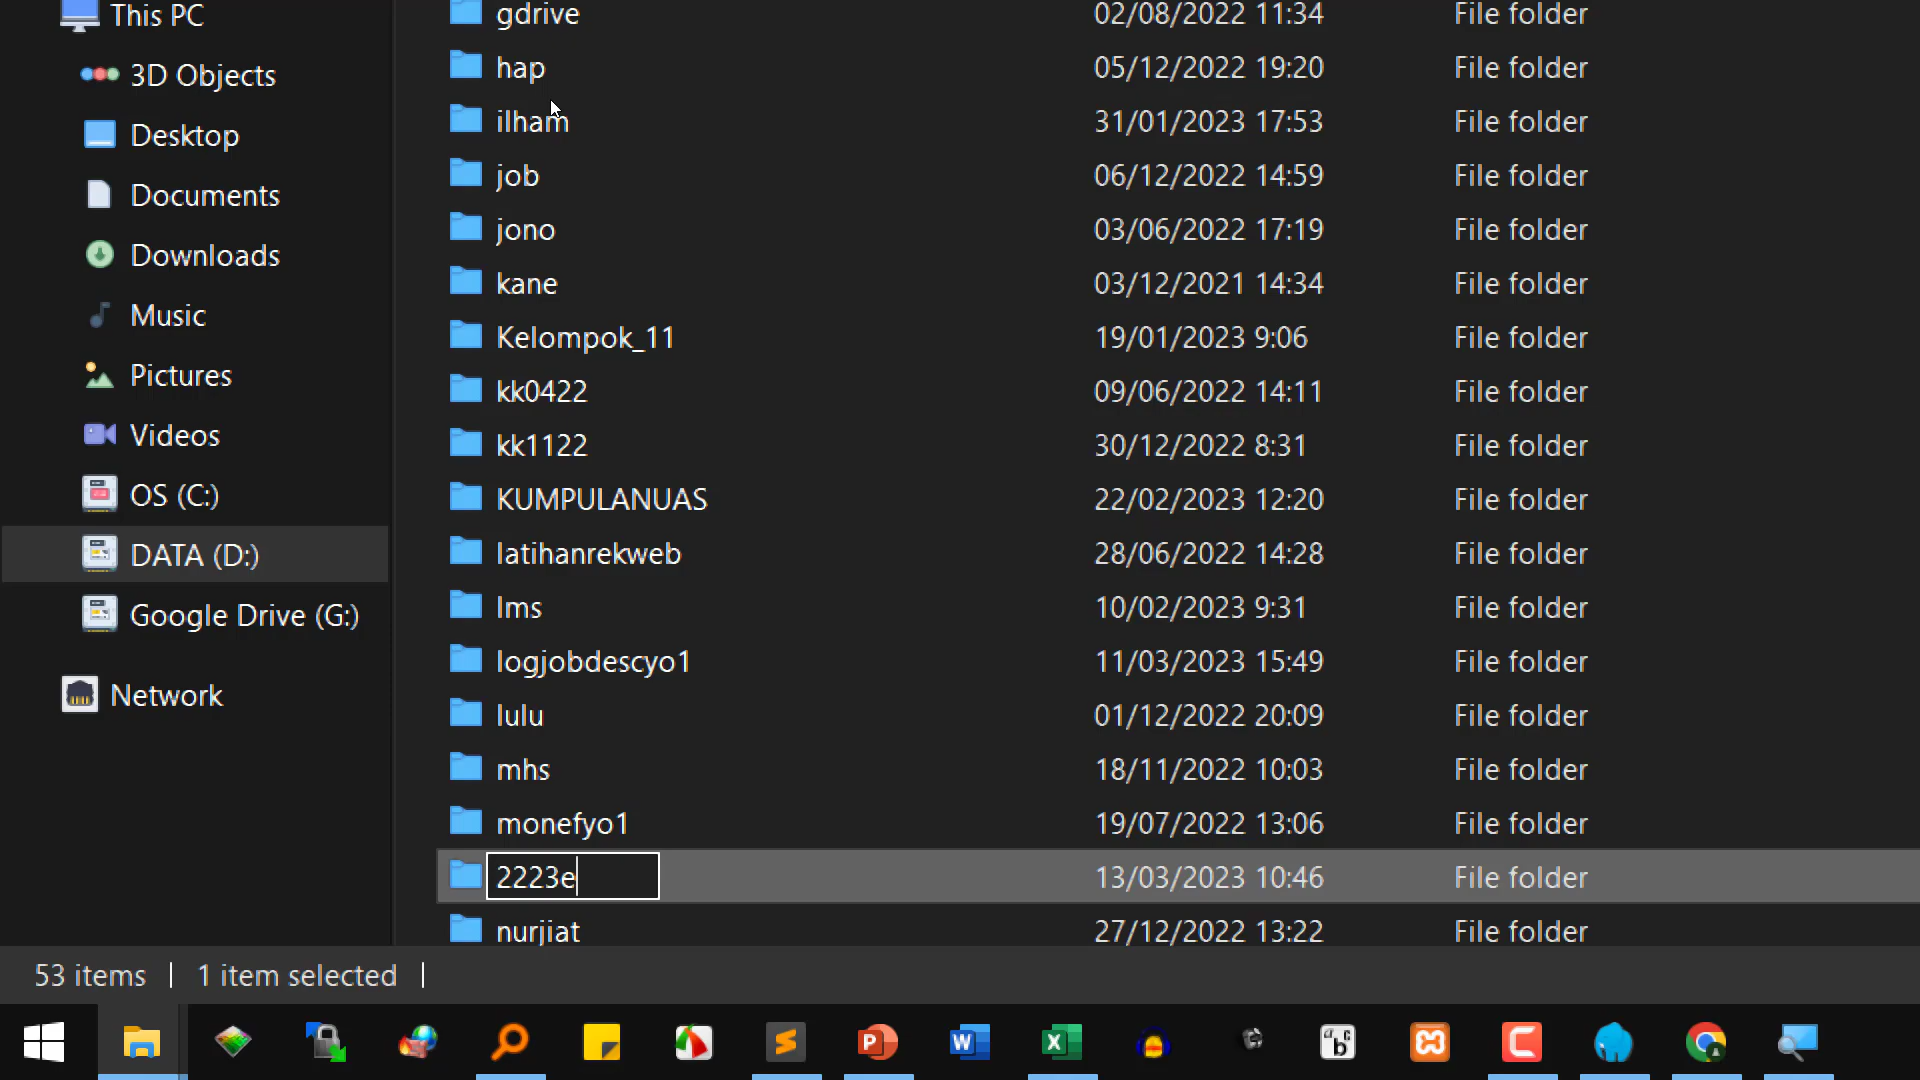 This PC
3D Objects
Desktop
Documents
Downloads
Music
Pictures
Videos
OS (C:)
DATA (D:)
Google Drive (G:)
Network
gdrive 02/08/2022 11:34 File folder
hap 05/12/2022 19:20 File folder
ilham 31/01/2023 17:53 File folder
job 06/12/2022 14:59 File folder
jono 03/06/2022 17:19 File folder
kane 03/12/2021 14:34 File folder
Kelompok_11 19/01/2023 9:06 File folder
kk0422 09/06/2022 14:11 File folder
kk1122 30/12/2022 8:31 File folder
KUMPULANUAS 22/02/2023 12:20 File folder
latihanrekweb 28/06/2022 14:28 File folder
lms 10/02/2023 9:31 File folder
logjobdescyo1 11/03/2023 15:49 File folder
lulu 01/12/2022 20:09 File folder
mhs 18/11/2022 10:03 File folder
monefyo1 19/07/2022 13:06 File folder
2223e 13/03/2023 10:46 File folder
nurjiat 27/12/2022 13:22 File folder
53 items 1 item selected